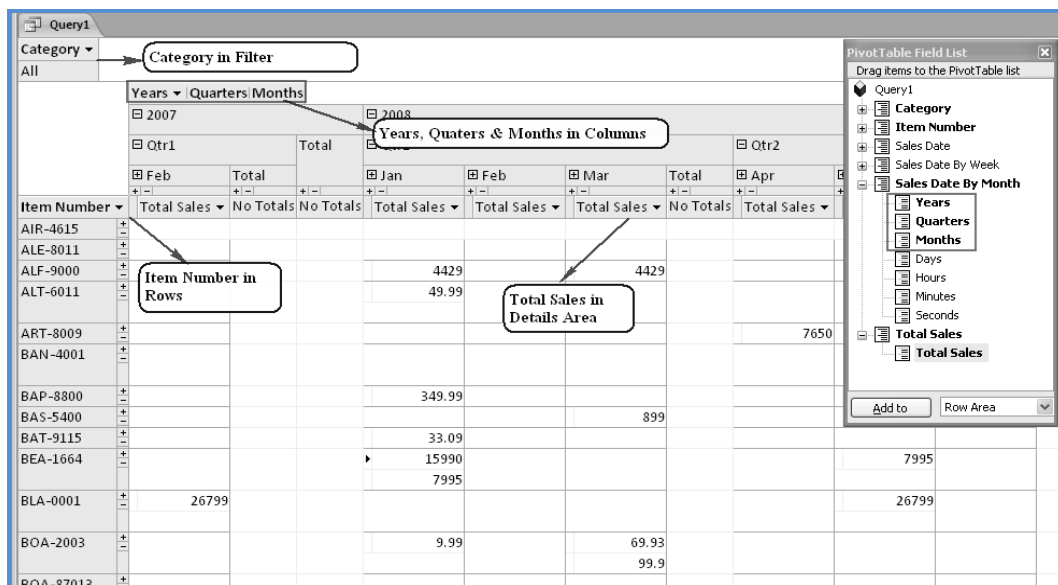 Query1
Category
All
Category in Filter
Years Quarters Months
2007 2008
Years, Quaters & Months in Columns
Qtr1 Total Qtr2
Feb Total Jan Feb Mar Total Apr
Item Number Total Sales No Totals No Totals Total Sales Total Sales Total Sales No Totals Total Sales
AIR-4615
ALE-8011
ALF-9000 4429 4429
Item Number in
Rows
ALT-6011 49.99
Total Sales in
Details Area
ART-8009 7650
BAN-4001
BAP-8800 349.99
BAS-5400 899
BAT-9115 33.09
BEA-1664 15990 7995
7995
BLA-0001 26799 26799
BOA-2003 9.99 69.93
99.9
BOA-87013
PivotTable Field List
Drag items to the PivotTable list
Query1
Category
Item Number
Sales Date
Sales Date By Week
Sales Date By Month
Years
Quarters
Months
Days
Hours
Minutes
Seconds
Total Sales
Total Sales
Add to Row Area